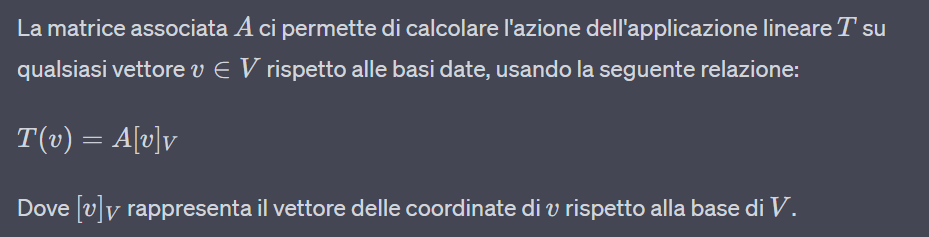 La matrice associata A ci permette di calcolare l'azione dell'applicazione lineare T su
qualsiasi vettore v ∈ V rispetto alle basi date, usando la seguente relazione:
T(v) = A[v]_V
Dove [v]_V rappresenta il vettore delle coordinate di v rispetto alla base di V.